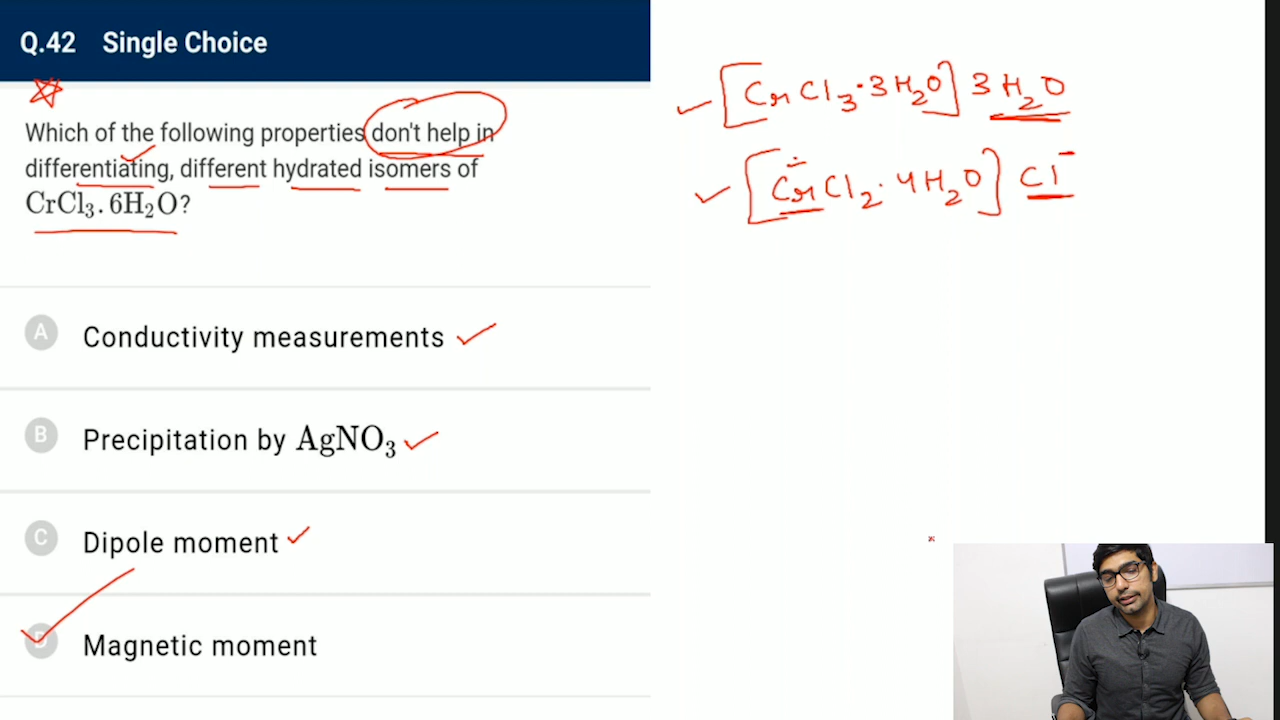 Q.42 Single Choice
Which of the following properties don't help in
differentiating, different hydrated isomers of
CrCl₃. 6H₂O?
A Conductivity measurements
B Precipitation by AgNO₃
C Dipole moment
D Magnetic moment
[CrCl₃·3H₂O] 3H₂O
[CrCl₂·4H₂O] Cl⁻